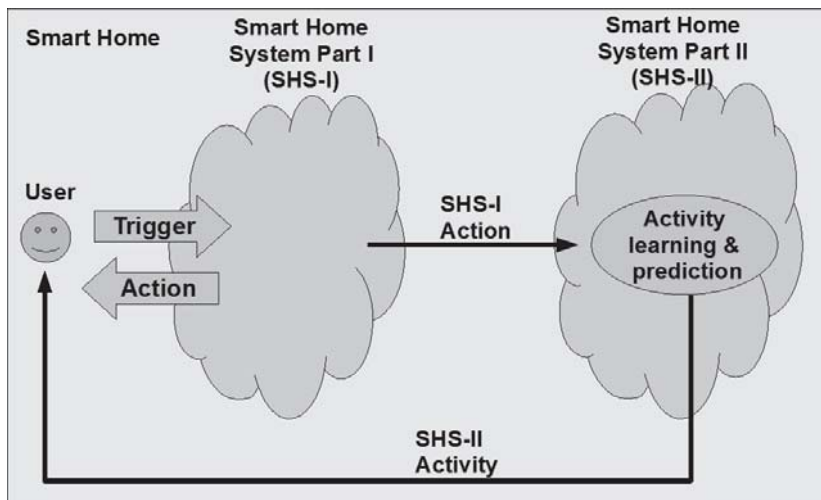 Smart Home
Smart Home
System Part I
(SHS-I)
Smart Home
System Part II
(SHS-II)
User
Trigger
Action
SHS-I
Action
Activity
learning &
prediction
SHS-II
Activity